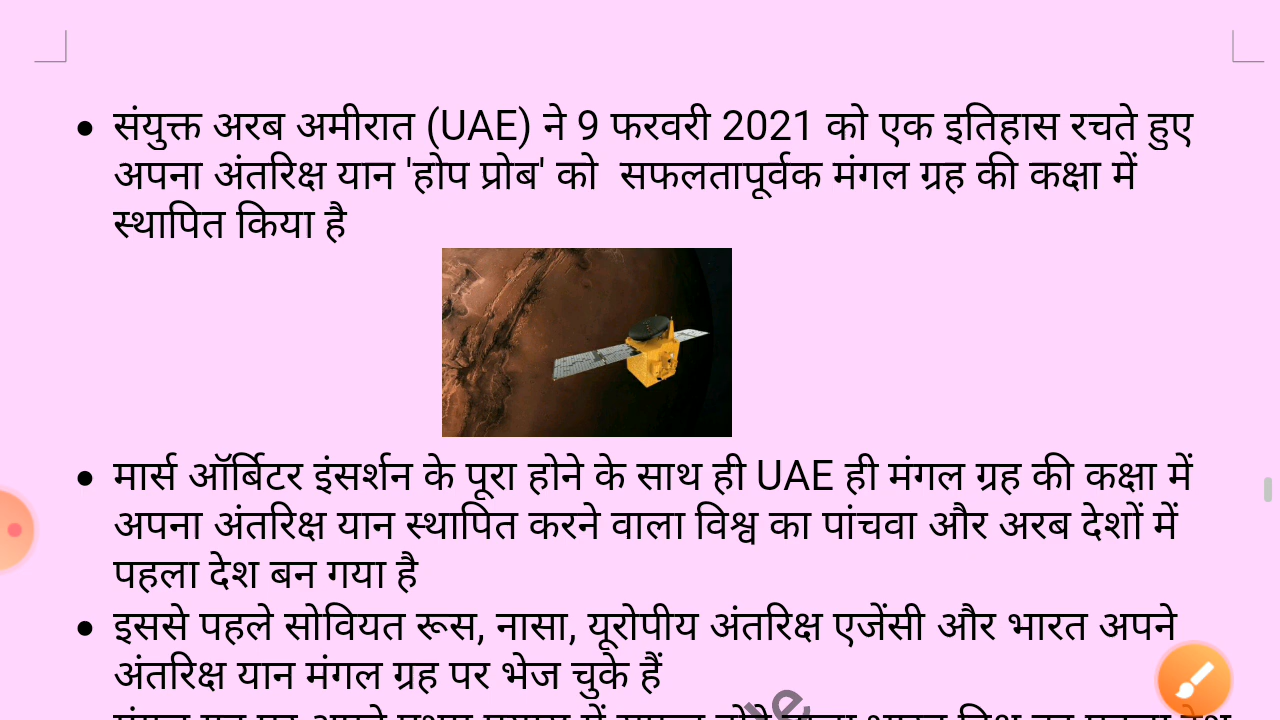 • संयुक्त अरब अमीरात (UAE) ने 9 फरवरी 2021 को एक इतिहास रचते हुए
अपना अंतरिक्ष यान 'होप प्रोब' को  सफलतापूर्वक मंगल ग्रह की कक्षा में
स्थापित किया है
• मार्स ऑर्बिटर इंसर्शन के पूरा होने के साथ ही UAE ही मंगल ग्रह की कक्षा में
अपना अंतरिक्ष यान स्थापित करने वाला विश्व का पांचवा और अरब देशों में
पहला देश बन गया है
• इससे पहले सोवियत रूस, नासा, यूरोपीय अंतरिक्ष एजेंसी और भारत अपने
अंतरिक्ष यान मंगल ग्रह पर भेज चुके हैं